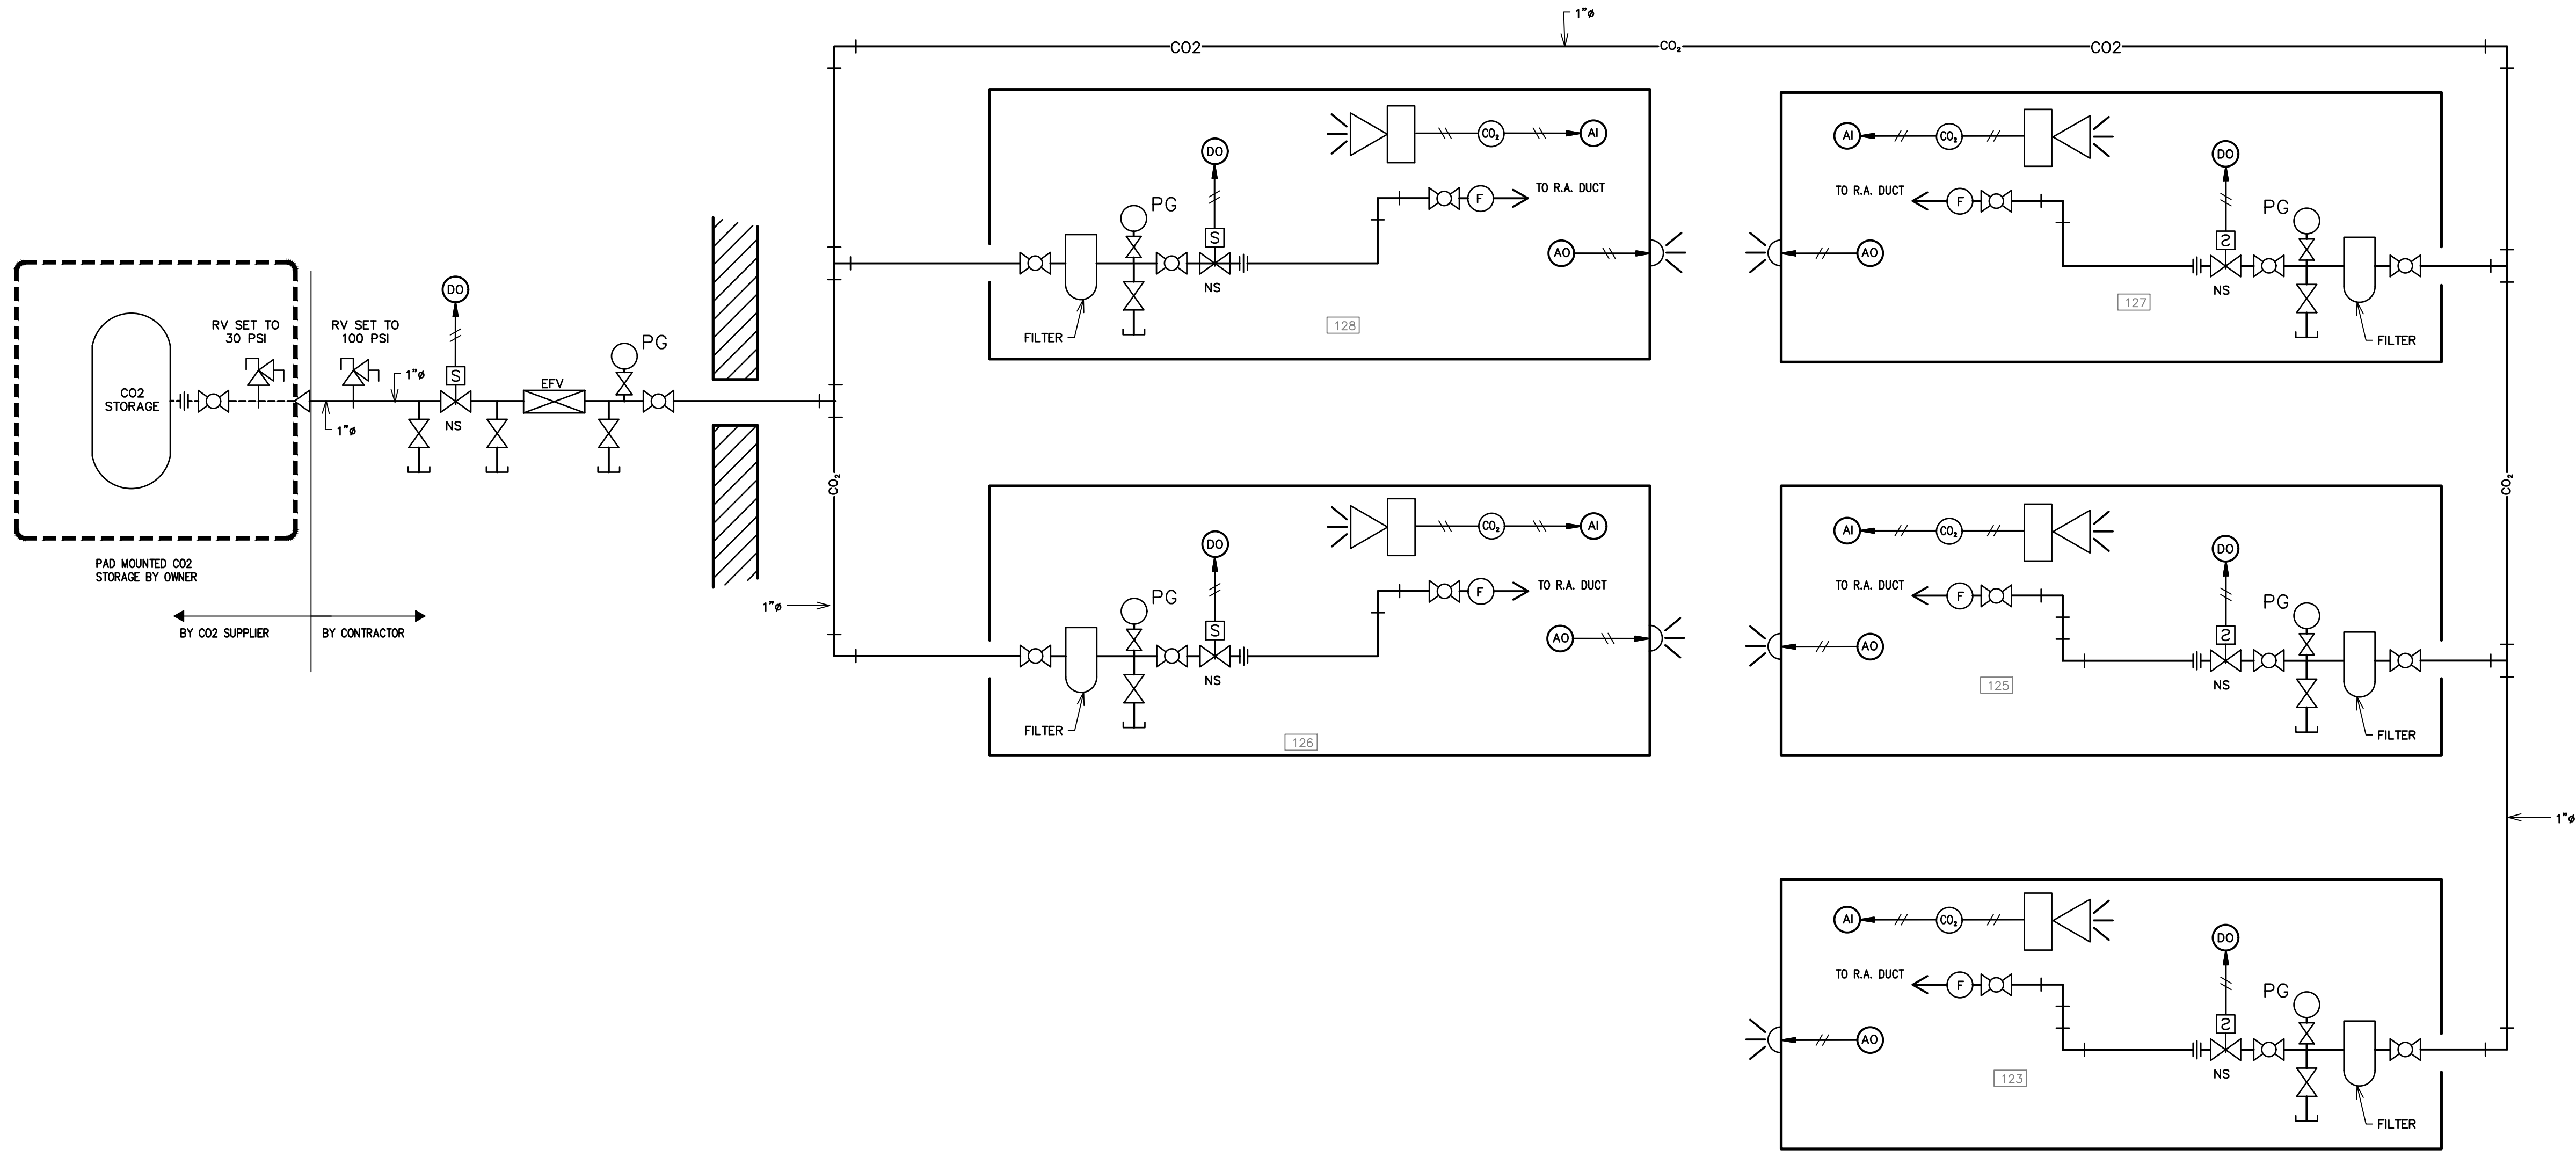 1"ø
CO2
CO₂
CO2
CO₂
AI
DO
TO R.A. DUCT
F
PG
S
AO
NS
128
FILTER
AI
CO₂
DO
TO R.A. DUCT
F
PG
S
AO
NS
127
FILTER
DO
RV SET TO
30 PSI
RV SET TO
100 PSI
PG
S
1"ø
EFV
CO2
STORAGE
1"ø
NS
PAD MOUNTED CO2
STORAGE BY OWNER
BY CO2 SUPPLIER
BY CONTRACTOR
CO₂
1"ø
CO₂
AI
DO
TO R.A. DUCT
F
PG
S
AO
NS
126
FILTER
AI
CO₂
DO
TO R.A. DUCT
F
PG
S
AO
NS
125
FILTER
CO₂
1"ø
AI
CO₂
DO
TO R.A. DUCT
F
PG
S
AO
NS
123
FILTER